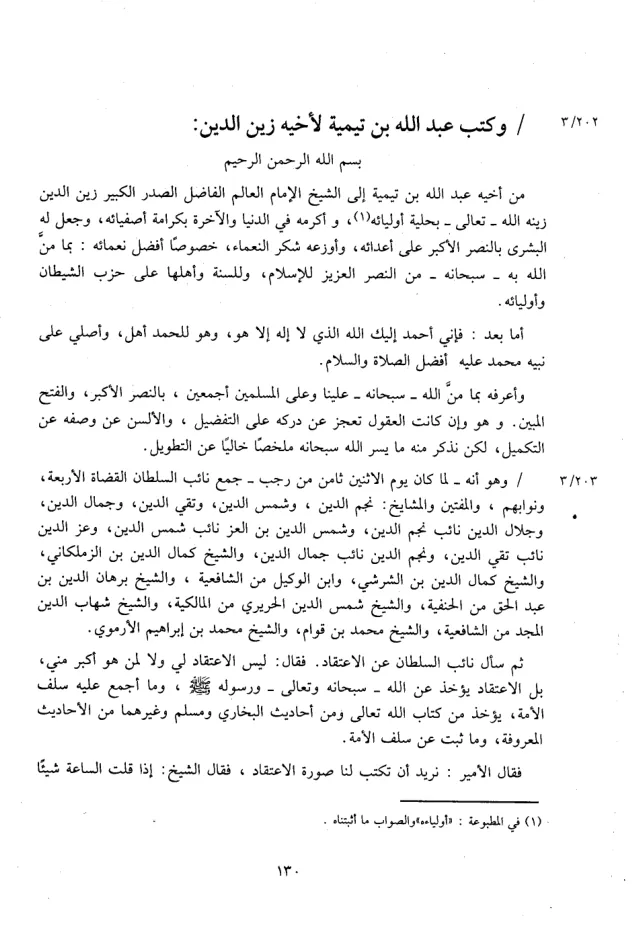 ٣/٢٠٢
/ وكتب عبد الله بن تيمية لأخيه زين الدين:
بسم الله الرحمن الرحيم
من أخيه عبد الله بن تيمية إلى الشيخ الإمام العالم الفاضل الصدر الكبير زين الدين
زينه الله ـ تعالى ـ بحلية أوليائه(١)، و أكرمه في الدنيا والآخرة بكرامة أصفيائه، وجعل له
البشرى بالنصر الأكبر على أعدائه، وأوزعه شكر النعماء، خصوصًا أفضل نعمائه : بما منَّ
الله به ـ سبحانه ـ من النصر العزيز للإسلام، وللسنة وأهلها على حزب الشيطان
وأوليائه.
أما بعد : فإني أحمد إليك الله الذي لا إله إلا هو، وهو للحمد أهل، وأصلي على
نبيه محمد عليه أفضل الصلاة والسلام.
وأعرفه بما منَّ الله ـ سبحانه ـ علينا وعلى المسلمين أجمعين ، بالنصر الأكبر، والفتح
المبين. و هو وإن كانت العقول تعجز عن دركه على التفضيل ، والألسن عن وصفه عن
التكميل، لكن نذكر منه ما يسر الله سبحانه ملخصًا خاليًا عن التطويل.
٣/٢٠٣
/ وهو أنه ـ لما كان يوم الاثنين ثامن من رجب ـ جمع نائب السلطان القضاة الأربعة،
ونوابهم ، والمفتين والمشايخ: نجم الدين ، وشمس الدين، وتقي الدين، وجمال الدين،
وجلال الدين نائب نجم الدين، وشمس الدين بن العز نائب شمس الدين، وعز الدين
نائب تقي الدين، ونجم الدين نائب جمال الدين، والشيخ كمال الدين بن الزملكاني،
والشيخ كمال الدين بن الشرشي، وابن الوكيل من الشافعية ، والشيخ برهان الدين بن
عبد الحق من الحنفية، والشيخ شمس الدين الحريري من المالكية، والشيخ شهاب الدين
المجد من الشافعية، والشيخ محمد بن قوام، والشيخ محمد بن إبراهيم الأرموي.
ثم سأل نائب السلطان عن الاعتقاد. فقال: ليس الاعتقاد لي ولا لمن هو أكبر مني،
بل الاعتقاد يؤخذ عن الله ـ سبحانه وتعالى ـ ورسوله ﷺ ، وما أجمع عليه سلف
الأمة، يؤخذ من كتاب الله تعالى ومن أحاديث البخاري ومسلم وغيرهما من الأحاديث
المعروفة، وما ثبت عن سلف الأمة.
فقال الأمير : نريد أن تكتب لنا صورة الاعتقاد ، فقال الشيخ: إذا قلت الساعة شيئًا
(١) في المطبوعة : «أولياءه» والصواب ما أثبتناه .
١٣٠